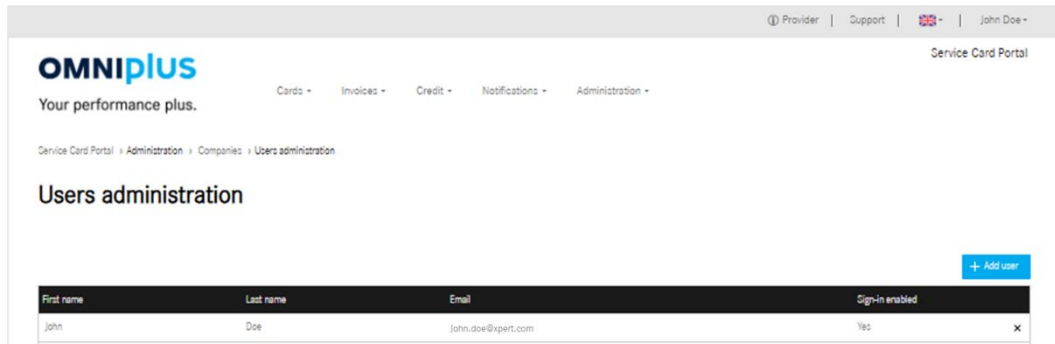 Provider | Support | John Doe
Service Card Portal
OMNIplus
Your performance plus.
Cards Invoices Credit Notifications Administration
Service Card Portal › Administration › Companies › Users administration
Users administration
+ Add user
First name Last name Email Sign-in enabled
John Doe John.doe@xpert.com Yes ×